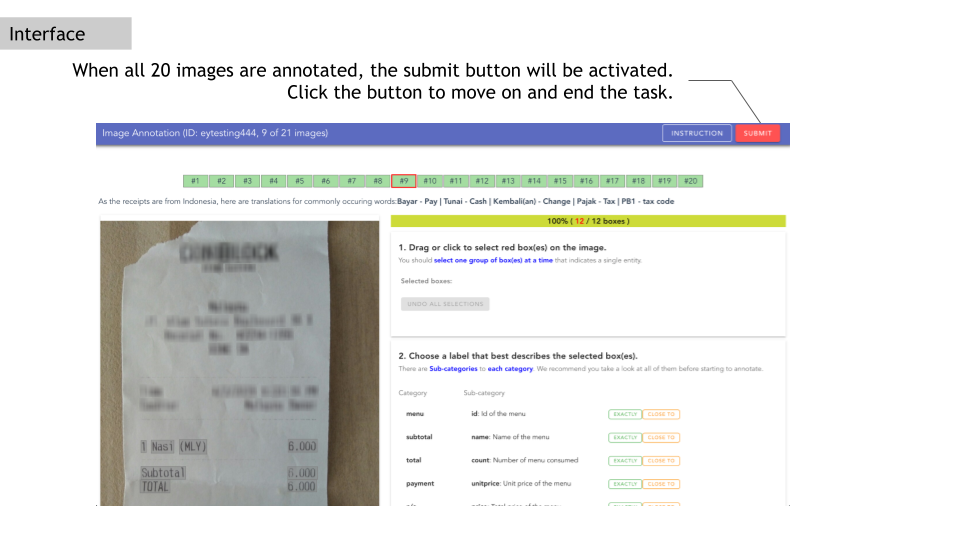 Interface
When all 20 images are annotated, the submit button will be activated.
Click the button to move on and end the task.
Image Annotation (ID: eytesting444, 9 of 21 images)
INSTRUCTION
SUBMIT
#1 #2 #3 #4 #5 #6 #7 #8 #9 #10 #11 #12 #13 #14 #15 #16 #17 #18 #19 #20
As the receipts are from Indonesia, here are translations for commonly occuring words:Bayar - Pay | Tunai - Cash | Kembali(an) - Change | Pajak - Tax | PB1 - tax code
100% ( 12 / 12 boxes )
1. Drag or click to select red box(es) on the image.
You should select one group of box(es) at a time that indicates a single entity.
Selected boxes:
UNDO ALL SELECTIONS
2. Choose a label that best describes the selected box(es).
There are Sub-categories to each category. We recommend you take a look at all of them before starting to annotate.
Category Sub-category
menu id: Id of the menu EXACTLY CLOSE TO
subtotal name: Name of the menu EXACTLY CLOSE TO
total count: Number of menu consumed EXACTLY CLOSE TO
payment unitprice: Unit price of the menu EXACTLY CLOSE TO
1 Nasi (MLY) 6.000
Subtotal 6.000
TOTAL 6.000